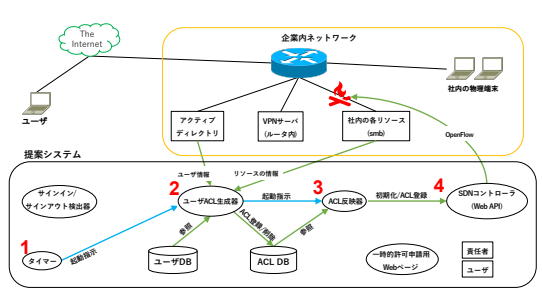 The
Internet
企業内ネットワーク
社内の物理端末
ユーザ
アクティブ
ディレクトリ
VPNサーバ
(ルータ内)
社内の各リソース
(smb)
OpenFlow
提案システム
ユーザ情報
リソースの情報
サインイン/
サインアウト検出器
2
ユーザACL生成器
起動指示
3
ACL反映器
初期化/ACL登録
4
SDNコントローラ
(Web API)
1
タイマー
起動指示
参照
ACL登録/削除
参照
ユーザDB
ACL DB
一時的許可申請用
Webページ
責任者
ユーザ